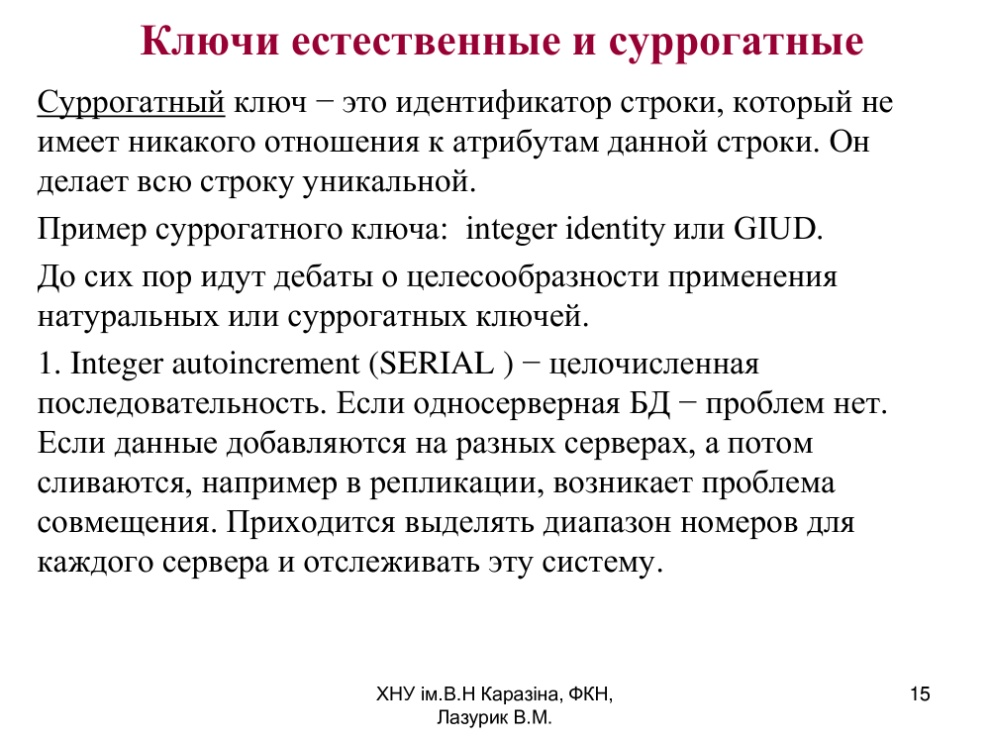 Ключи естественные и суррогатные
Суррогатный ключ − это идентификатор строки, который не
имеет никакого отношения к атрибутам данной строки. Он
делает всю строку уникальной.
Пример суррогатного ключа: integer identity или GIUD.
До сих пор идут дебаты о целесообразности применения
натуральных или суррогатных ключей.
1. Integer autoincrement (SERIAL ) − целочисленная
последовательность. Если односерверная БД − проблем нет.
Если данные добавляются на разных серверах, а потом
сливаются, например в репликации, возникает проблема
совмещения. Приходится выделять диапазон номеров для
каждого сервера и отслеживать эту систему.
ХНУ ім.В.Н Каразіна, ФКН,
Лазурик В.М.
15